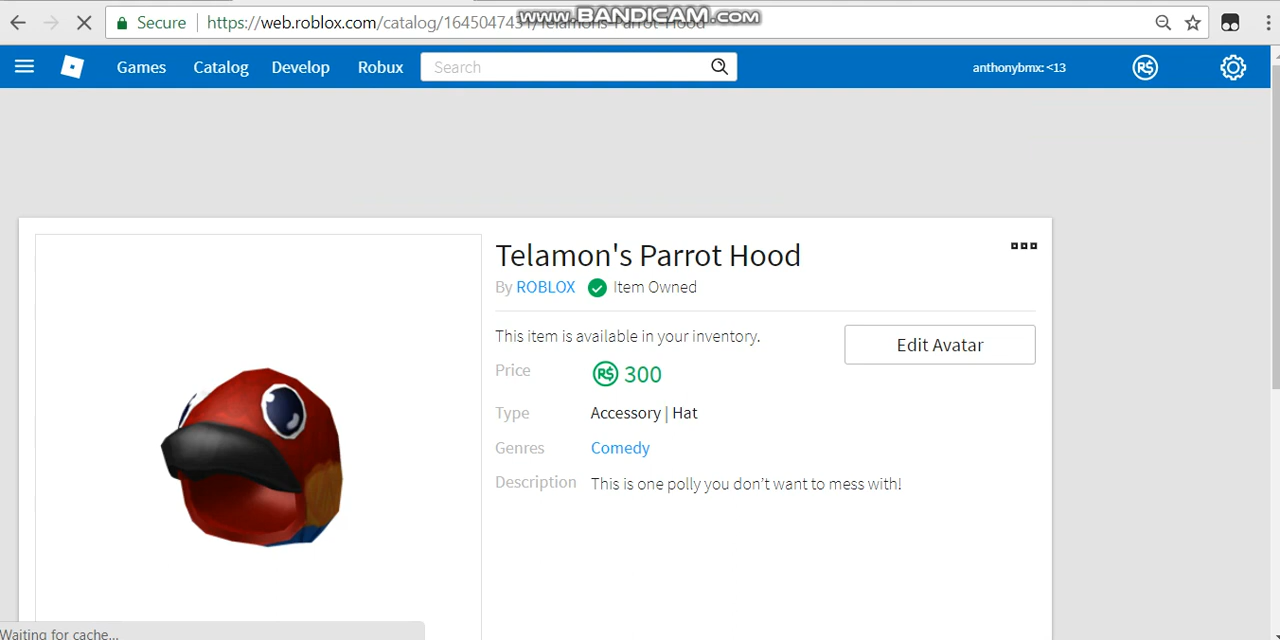 www.BANDICAM.com
Secure https://web.roblox.com/catalog/1645047431/Telamons-Parrot-Hood
Games Catalog Develop Robux Search anthonybmx: <13 R$
Telamon's Parrot Hood
By ROBLOX Item Owned
This item is available in your inventory.
Edit Avatar
Price R$ 300
Type Accessory | Hat
Genres Comedy
Description This is one polly you don’t want to mess with!
Waiting for cache...